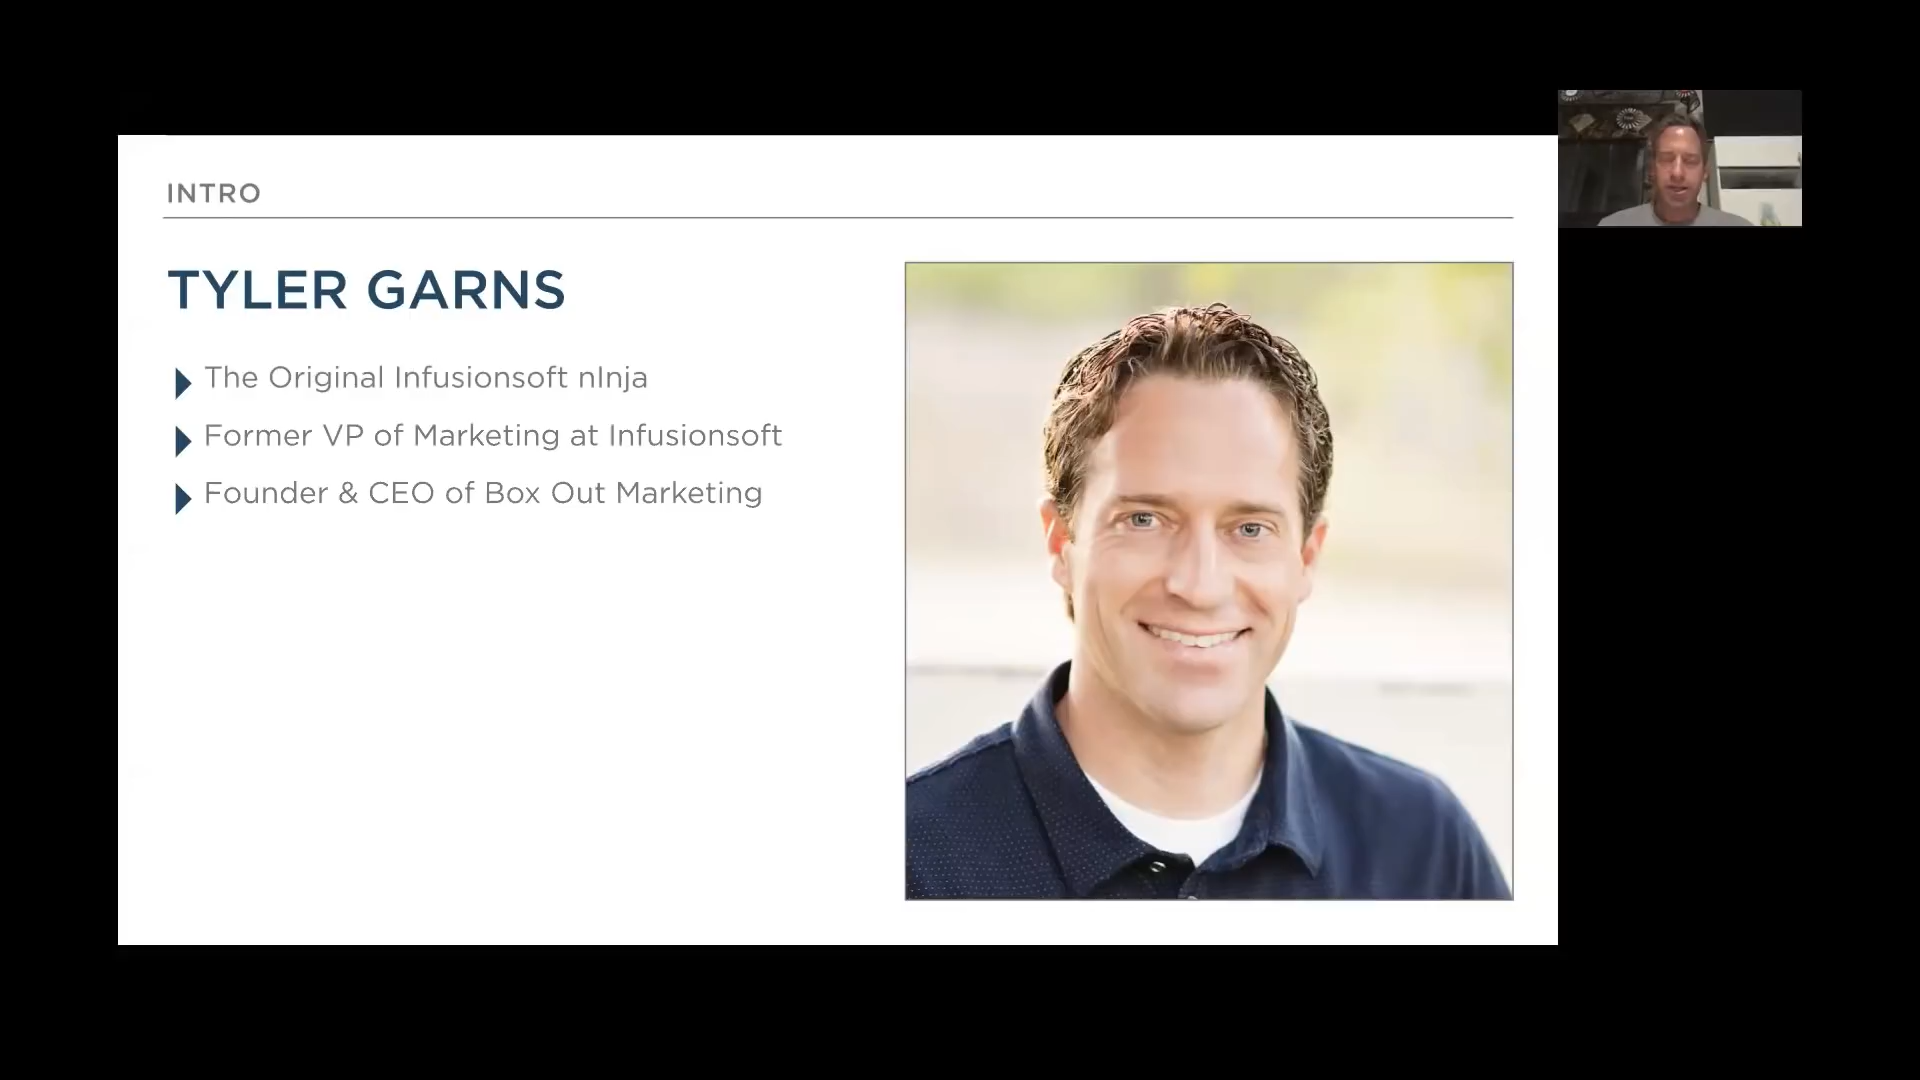 INTRO
TYLER GARNS
The Original Infusionsoft nInja
Former VP of Marketing at Infusionsoft
Founder & CEO of Box Out Marketing